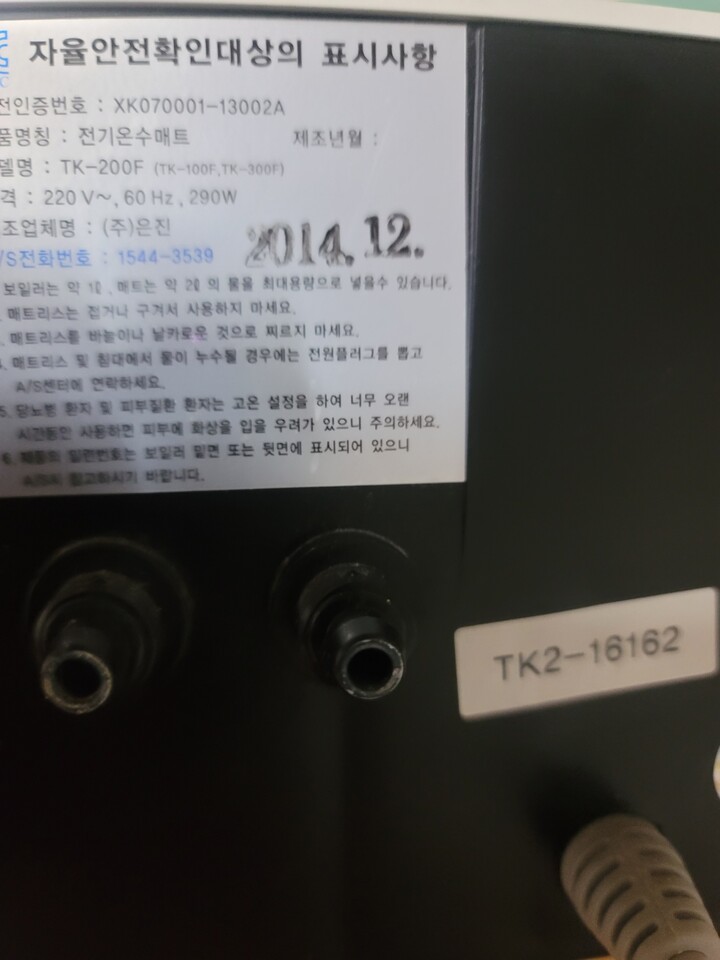 자율안전확인대상의 표시사항
전인증번호 : XK070001-13002A
품명칭 : 전기온수매트 제조년월 :
델명 : TK-200F (TK-100F,TK-300F)
격 : 220 V~, 60 Hz , 290W
조업체명 : (주)은진
2014.12.
/S전화번호 : 1544-3539
보일러는 약 1ℓ , 매트는 약 2ℓ 의 물을 최대용량으로 넣을수 있습니다.
. 매트리스는 접거나 구겨서 사용하지 마세요.
. 매트리스를 바늘이나 날카로운 것으로 찌르지 마세요.
4. 매트리스 및 침대에서 물이 누수될 경우에는 전원플러그를 뽑고
A/S센터에 연락하세요.
5. 당뇨병 환자 및 피부질환 환자는 고온 설정을 하여 너무 오랜
시간동안 사용하면 피부에 화상을 입을 우려가 있으니 주의하세요.
6. 제품의 일련번호는 보일러 밑면 또는 뒷면에 표시되어 있으니
A/S시 참고하시기 바랍니다.
TK2-16162